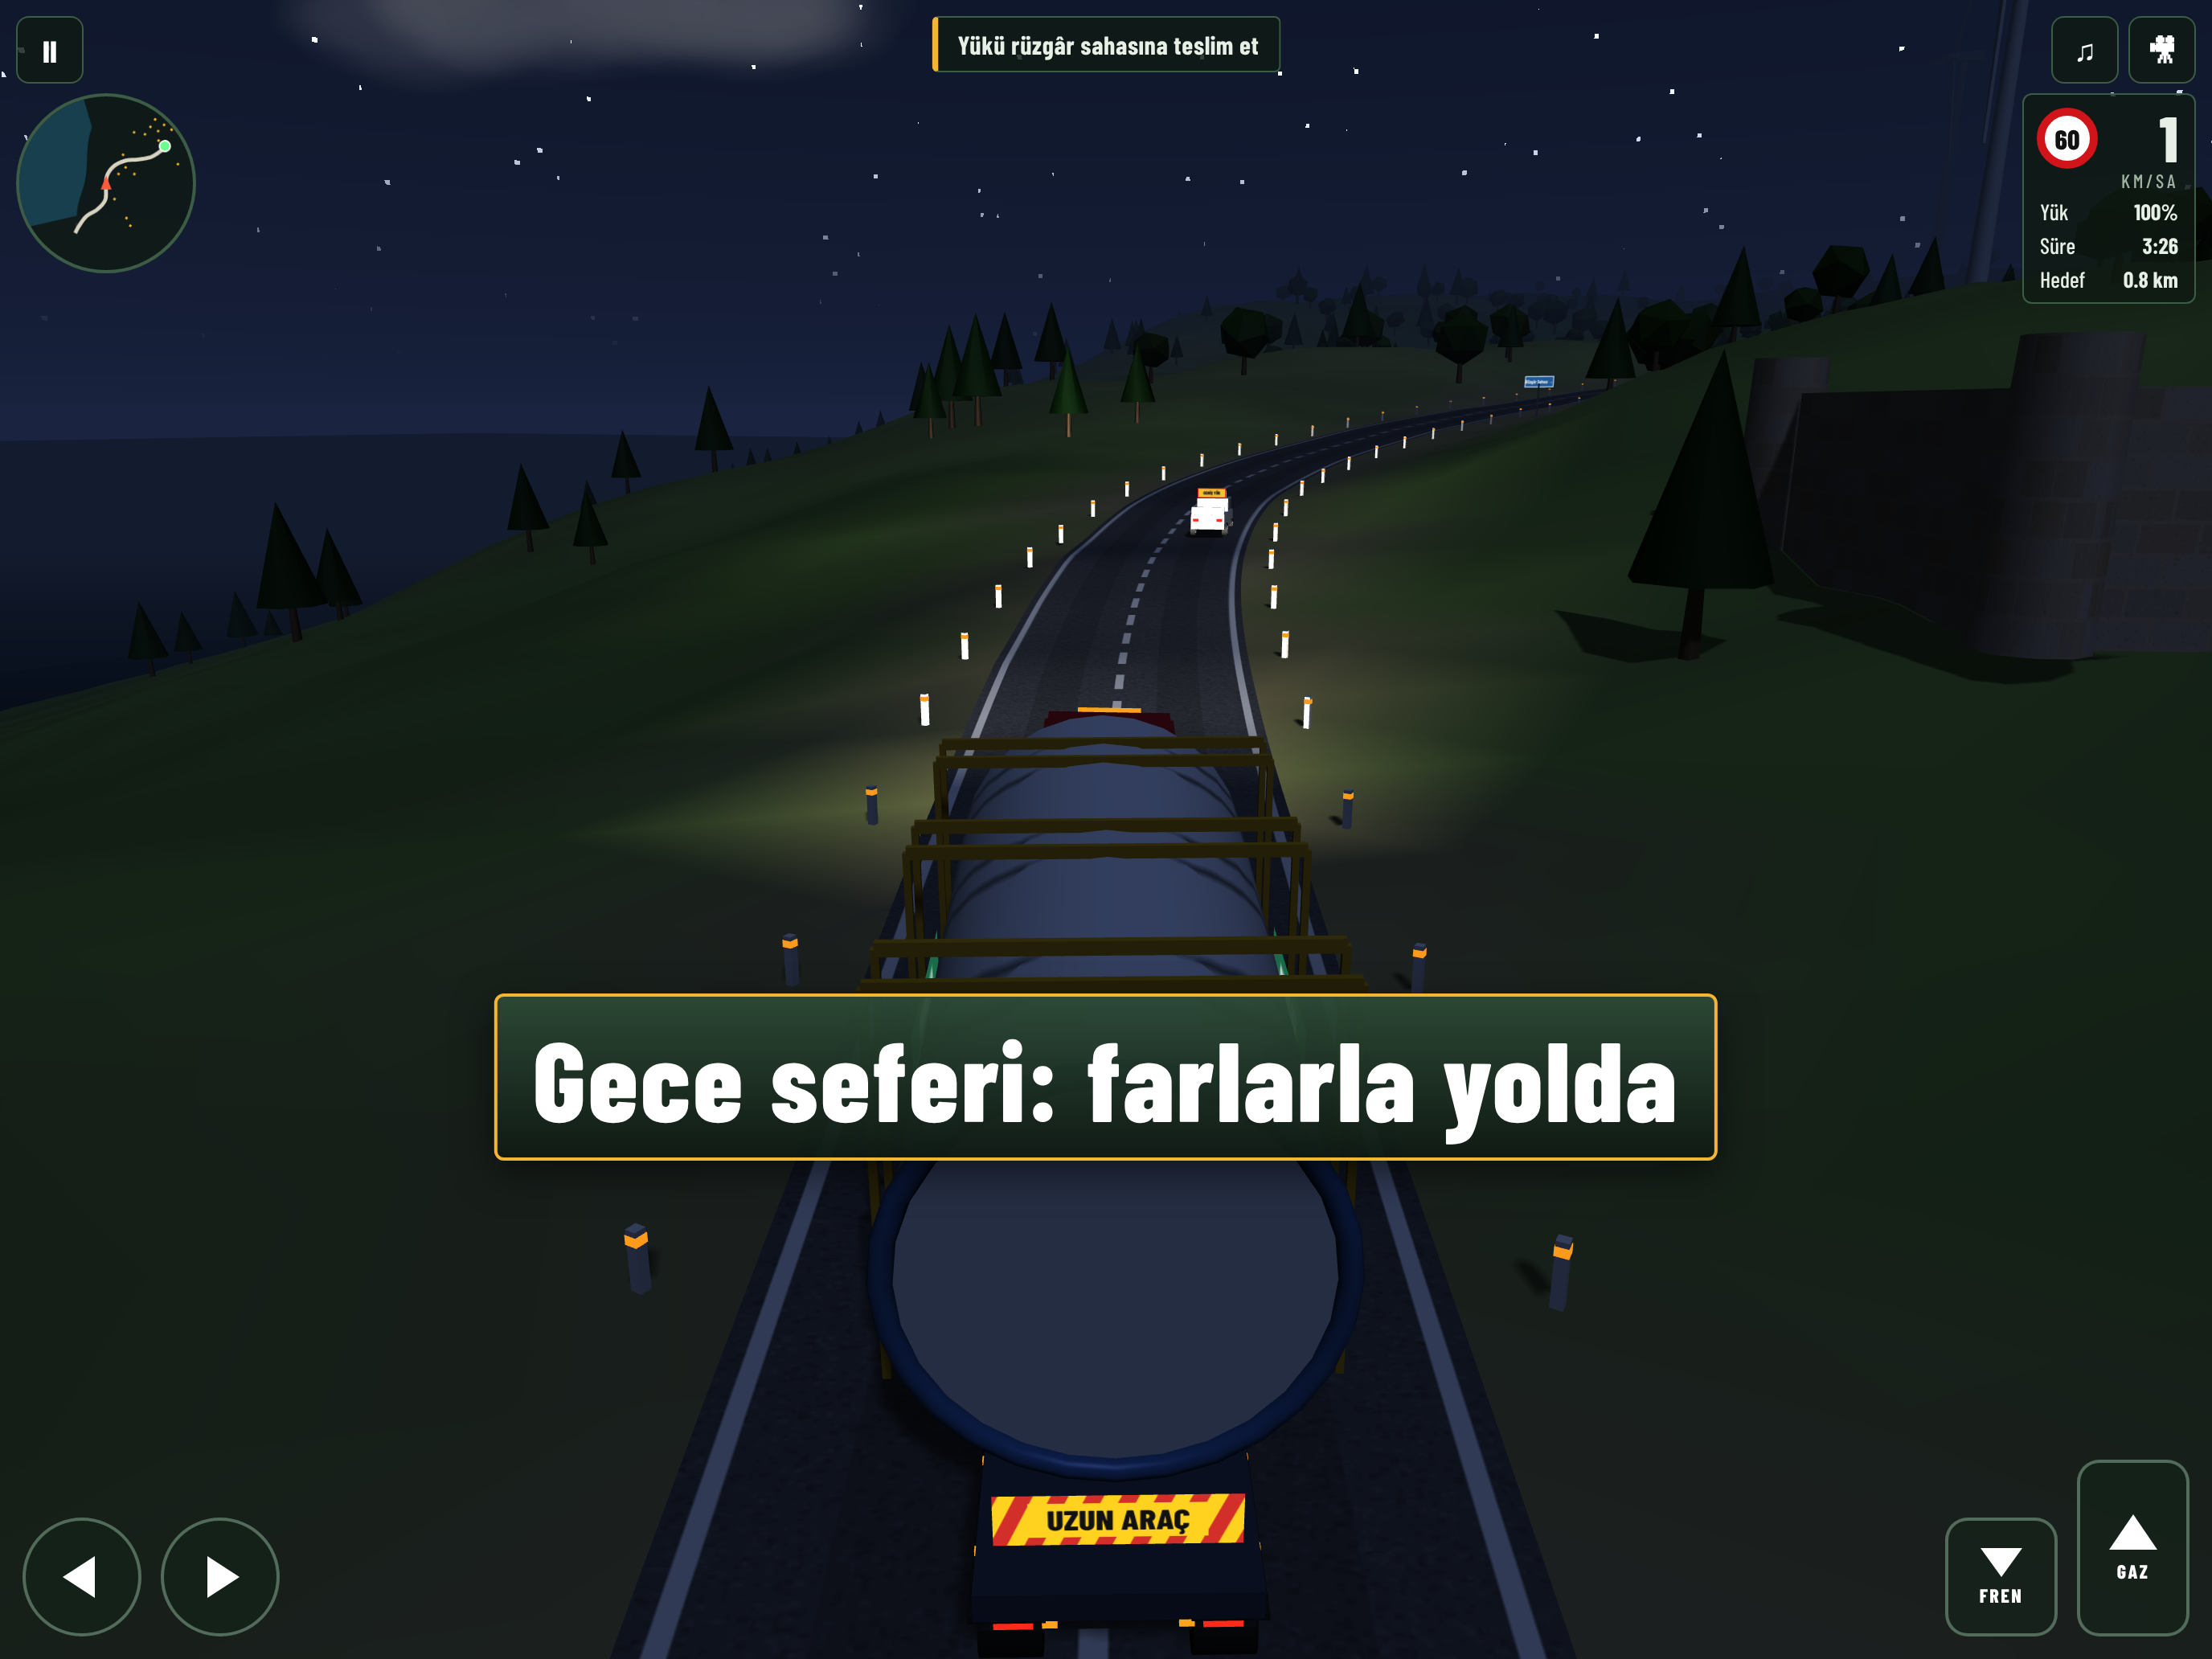 Yükü rüzgâr sahasına teslim et
60
1
KM/SA
Yük 100%
Süre 3:26
Hedef 0.8 km
Gece seferi: farlarla yolda
UZUN ARAÇ
FREN
GAZ